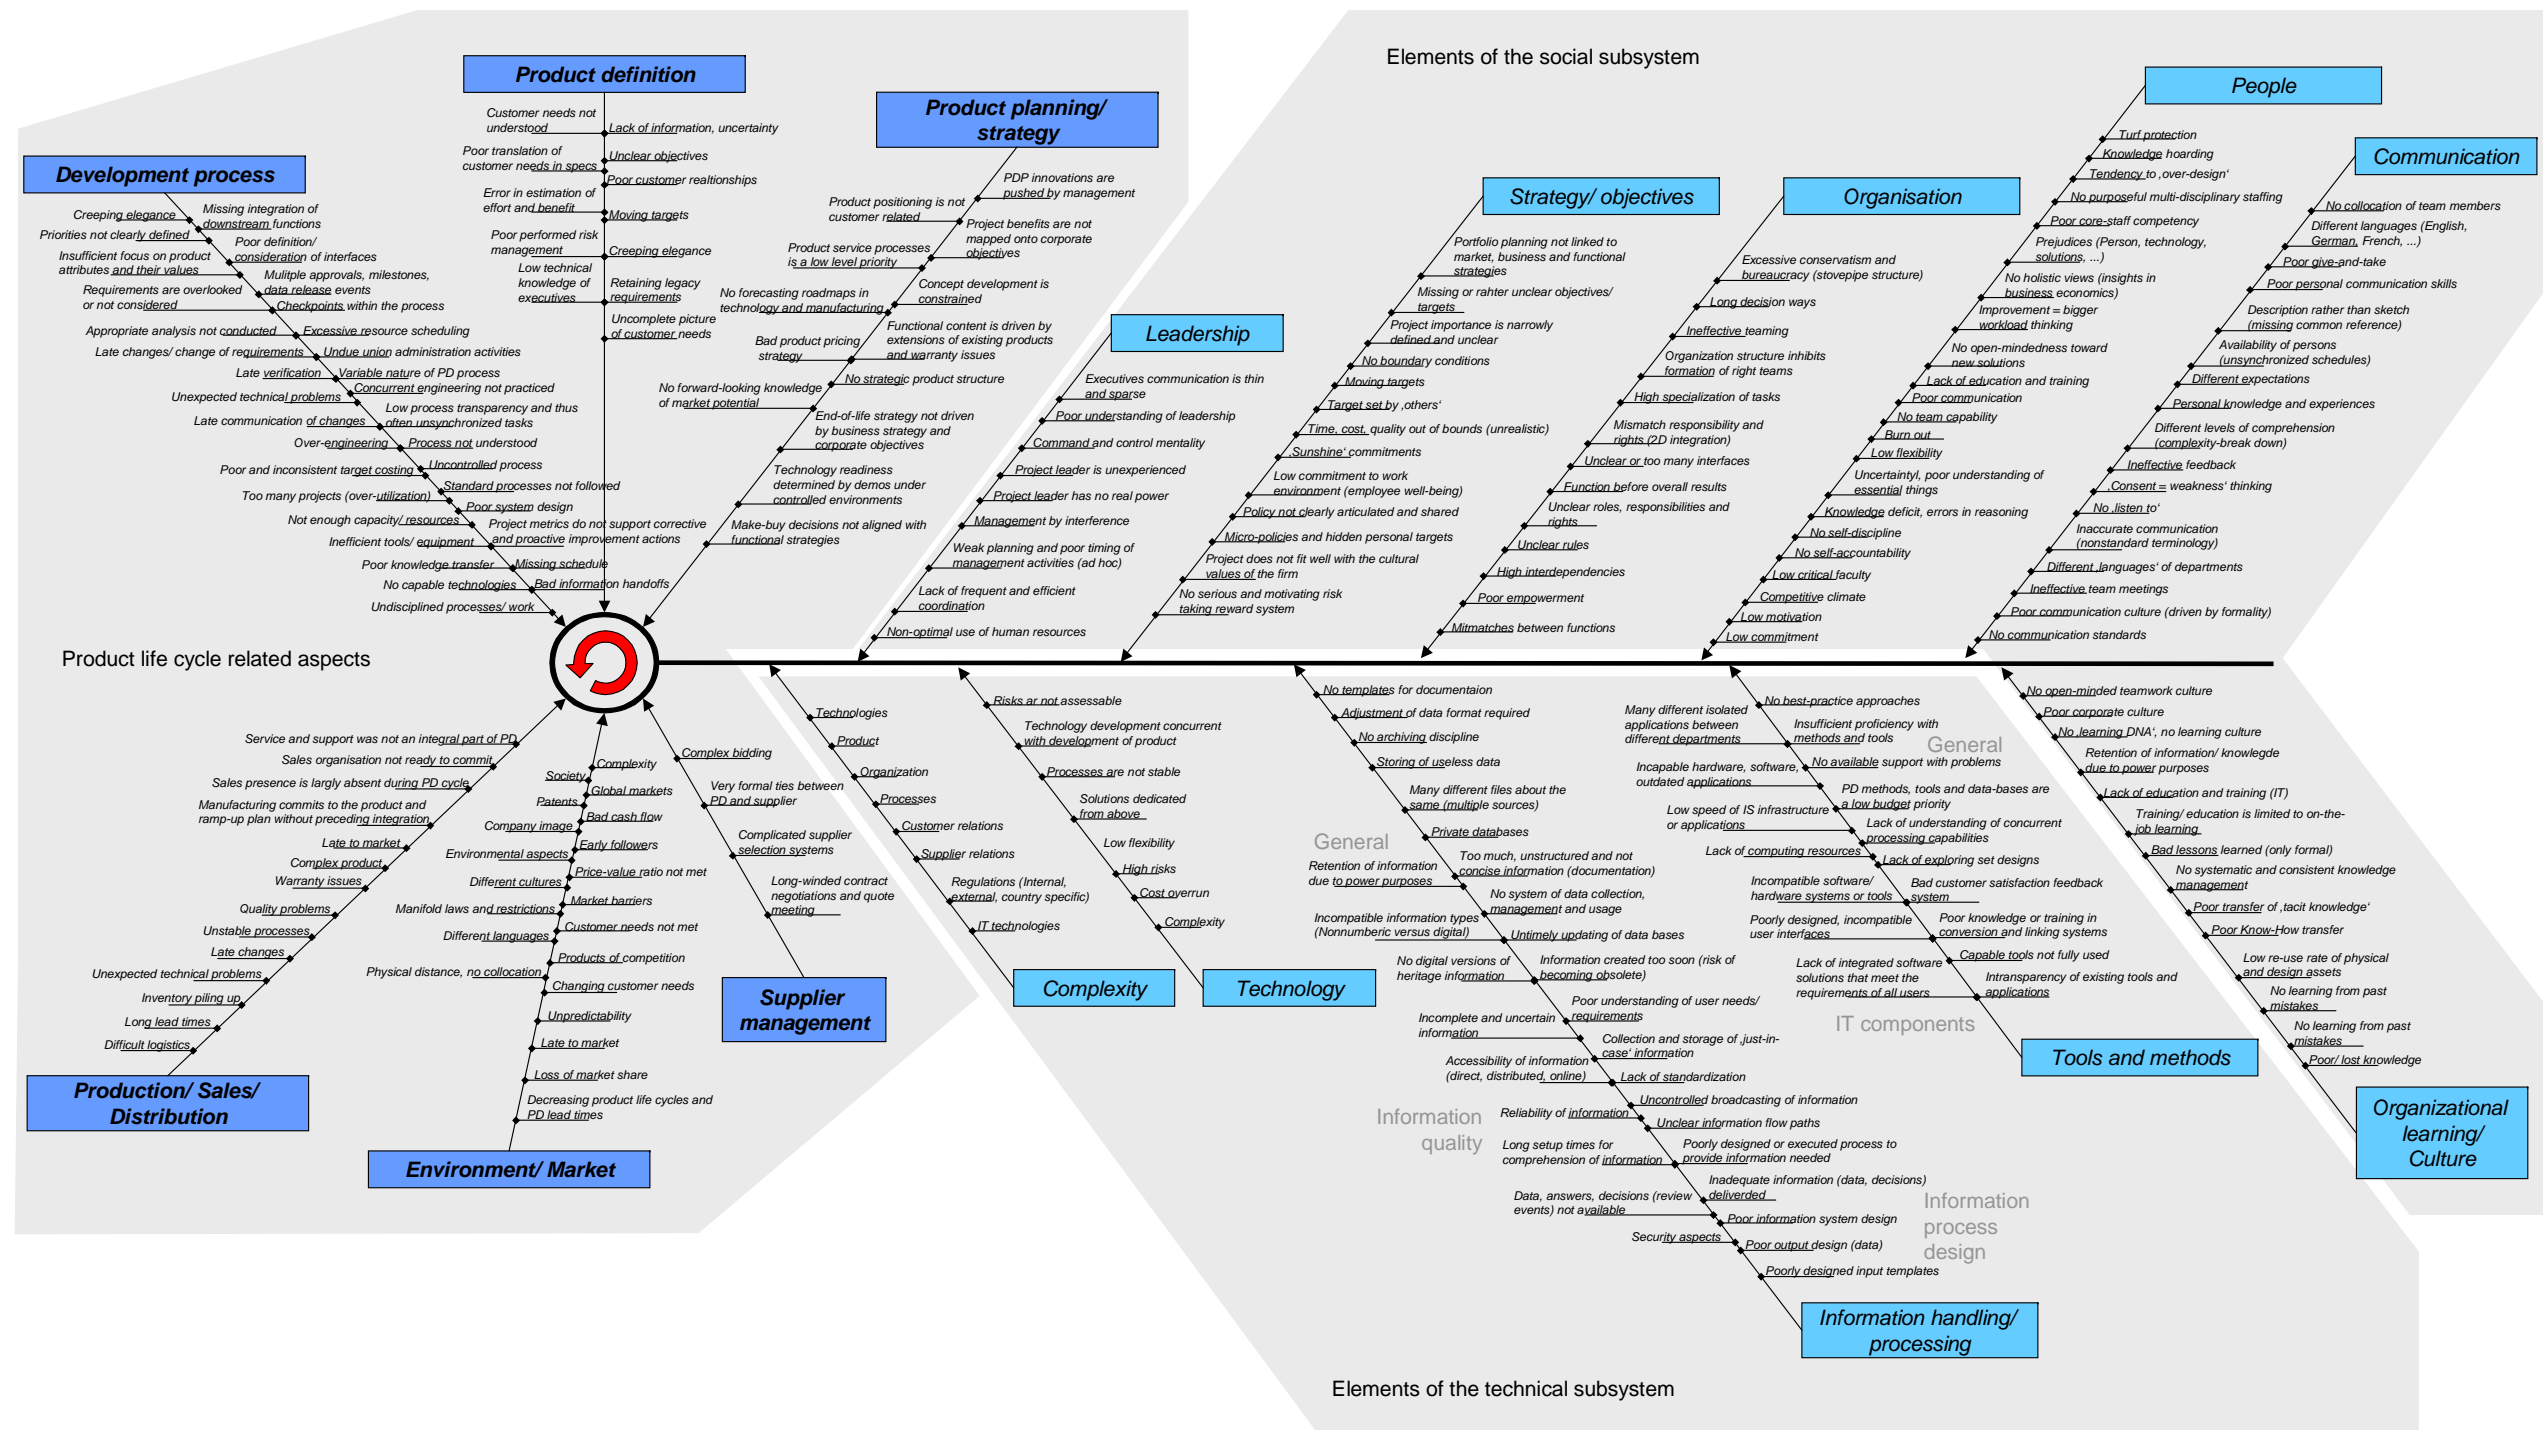 Elements of the social subsystem
Product definition
Customer needs not
understood
Lack of information, uncertainty
Poor translation of
customer needs in specs
Unclear objectives
Poor customer realtionships
Error in estimation of
effort and benefit
Moving targets
Poor performed risk
management
Creeping elegance
Low technical
knowledge of
executives
Retaining legacy
requirements
Uncomplete picture
of customer needs
Product planning/
strategy
PDP innovations are
pushed by management
Product positioning is not
customer related
Project benefits are not
mapped onto corporate
objectives
Product service processes
is a low level priority
Concept development is
constrained
No forecasting roadmaps in
technology and manufacturing
Functional content is driven by
extensions of existing products
and warranty issues
Bad product pricing
strategy
No strategic product structure
No forward-looking knowledge
of market potential
End-of-life strategy not driven
by business strategy and
corporate objectives
Technology readiness
determined by demos under
controlled environments
Make-buy decisions not aligned with
functional strategies
Development process
Creeping elegance
Missing integration of
downstream functions
Priorities not clearly defined
Poor definition/
consideration of interfaces
Insufficient focus on product
attributes and their values
Mulitple approvals, milestones,
data release events
Requirements are overlooked
or not considered
Checkpoints within the process
Appropriate analysis not conducted
Excessive resource scheduling
Late changes/ change of requirements
Undue union administration activities
Late verification
Variable nature of PD process
Concurrent engineering not practiced
Unexpected technical problems
Low process transparency and thus
often unsynchronized tasks
Late communication of changes
Over-engineering
Process not understood
Uncontrolled process
Poor and inconsistent target costing
Standard processes not followed
Too many projects (over-utilization)
Poor system design
Not enough capacity/ resources
Project metrics do not support corrective
and proactive improvement actions
Inefficient tools/ equipment
Poor knowledge transfer
Missing schedule
No capable technologies
Bad information handoffs
Undisciplined processes/ work
Leadership
Executives communication is thin
and sparse
Poor understanding of leadership
Command and control mentality
Project leader is unexperienced
Project leader has no real power
Management by interference
Weak planning and poor timing of
management activities (ad hoc)
Lack of frequent and efficient
coordination
Non-optimal use of human resources
Strategy/ objectives
Portfolio planning not linked to
market, business and functional
strategies
Missing or rahter unclear objectives/
targets
Project importance is narrowly
defined and unclear
No boundary conditions
Moving targets
Target set by ‚others‘
Time, cost, quality out of bounds (unrealistic)
‚Sunshine‘ commitments
Low commitment to work
environment (employee well-being)
Policy not clearly articulated and shared
Micro-policies and hidden personal targets
Project does not fit well with the cultural
values of the firm
No serious and motivating risk
taking reward system
Organisation
Excessive conservatism and
bureaucracy (stovepipe structure)
Long decision ways
Ineffective teaming
Organization structure inhibits
formation of right teams
High specialization of tasks
Mismatch responsibility and
rights (2D integration)
Unclear or too many interfaces
Function before overall results
Unclear roles, responsibilities and
rights
Unclear rules
High interdependencies
Poor empowerment
Mitmatches between functions
People
Turf protection
Knowledge hoarding
Tendency to ‚over-design‘
No purposeful multi-disciplinary staffing
Poor core-staff competency
Prejudices (Person, technology,
solutions, ...)
No holistic views (insights in
business economics)
Improvement = bigger
workload thinking
No open-mindedness toward
new solutions
Lack of education and training
Poor communication
No team capability
Burn out
Low flexibility
Uncertaintyl, poor understanding of
essential things
Knowledge deficit, errors in reasoning
No self-discipline
No self-accountability
Low critical faculty
Competitive climate
Low motivation
Low commitment
Communication
No collocation of team members
Different languages (English,
German, French, ...)
Poor give-and-take
Poor personal communication skills
Description rather than sketch
(missing common reference)
Availability of persons
(unsynchronized schedules)
Different expectations
Personal knowledge and experiences
Different levels of comprehension
(complexity-break down)
Ineffective feedback
‚Consent = weakness‘ thinking
No ‚listen to‘
Inaccurate communication
(nonstandard terminology)
Different ‚languages‘ of departments
Ineffective team meetings
Poor communication culture (driven by formality)
No communication standards
Product life cycle related aspects
Service and support was not an integral part of PD
Sales organisation not ready to commit
Sales presence is largely absent during PD cycle
Manufacturing commits to the product and
ramp-up plan without preceding integration
Late to market
Complex product
Warranty issues
Quality problems
Unstable processes
Late changes
Unexpected technical problems
Inventory piling up
Long lead times
Difficult logistics
Production/ Sales/
Distribution
Complexity
Society
Global markets
Patents
Bad cash flow
Company image
Early followers
Environmental aspects
Price-value ratio not met
Different cultures
Market barriers
Manifold laws and restrictions
Customer needs not met
Different languages
Products of competition
Physical distance, no collocation
Changing customer needs
Unpredictability
Late to market
Loss of market share
Decreasing product life cycles and
PD lead times
Environment/ Market
Complex bidding
Very formal ties between
PD and supplier
Complicated supplier
selection systems
Long-winded contract
negotiations and quote
meeting
Supplier
management
Technologies
Product
Organization
Processes
Customer relations
Supplier relations
Regulations (Internal,
external, country specific)
IT technologies
Complexity
Risks ar not assessable
Technology development concurrent
with development of product
Processes are not stable
Solutions dedicated
from above
Low flexibility
High risks
Cost overrun
Complexity
Technology
No templates for documentaion
Adjustment of data format required
No archiving discipline
Storing of useless data
Many different files about the
same (multiple sources)
Private databases
General
Too much, unstructured and not
concise information (documentation)
Retention of information
due to power purposes
No system of data collection,
management and usage
Incompatible information types
(Nonnumberic versus digital)
Untimely updating of data bases
No digital versions of
heritage information
Information created too soon (risk of
becoming obsolete)
Poor understanding of user needs/
requirements
Incomplete and uncertain
information
Collection and storage of ‚just-in-
case‘ information
Accessibility of information
(direct, distributed, online)
Lack of standardization
Uncontrolled broadcasting of information
Reliability of information
Unclear information flow paths
Information
quality
Long setup times for
comprehension of information
Poorly designed or executed process to
provide information needed
Inadequate information (data, decisions)
deliverded
Data, answers, decisions (review
events) not available
Poor information system design
Security aspects
Poor output design (data)
Information
process
design
Poorly designed input templates
Information handling/
processing
No best-practice approaches
Many different isolated
applications between
different departments
Insufficient proficiency with
methods and tools
General
No available support with problems
Incapable hardware, software,
outdated applications
PD methods, tools and data-bases are
a low budget priority
Low speed of IS infrastructure
or applications
Lack of understanding of concurrent
processing capabilities
Lack of computing resources
Lack of exploring set designs
Incompatible software/
hardware systems or tools
Bad customer satisfaction feedback
system
Poorly designed, incompatible
user interfaces
Poor knowledge or training in
conversion and linking systems
Capable tools not fully used
Lack of integrated software
solutions that meet the
requirements of all users
Intransparency of existing tools and
applications
IT components
Tools and methods
No open-minded teamwork culture
Poor corporate culture
No ‚learning DNA‘, no learning culture
Retention of information/ knowlegde
due to power purposes
Lack of education and training (IT)
Training/ education is limited to on-the-
job learning
Bad lessons learned (only formal)
No systematic and consistent knowledge
management
Poor transfer of ‚tacit knowledge‘
Poor Know-How transfer
Low re-use rate of physical
and design assets
No learning from past
mistakes
No learning from past
mistakes
Poor/ lost knowledge
Organizational
learning/
Culture
Elements of the technical subsystem